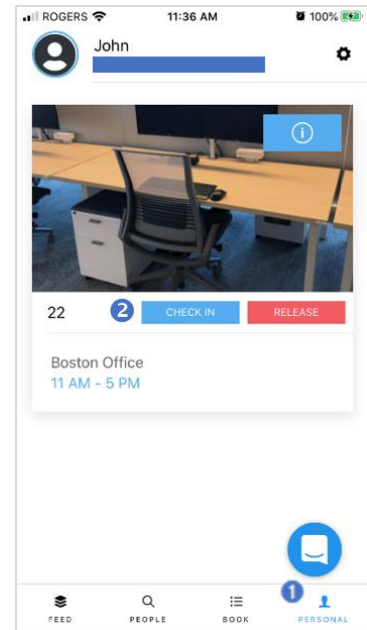 ROGERS 11:36 AM 100%
John
i
22 2 CHECK IN RELEASE
Boston Office
11 AM - 5 PM
1
FEED PEOPLE BOOK PERSONAL